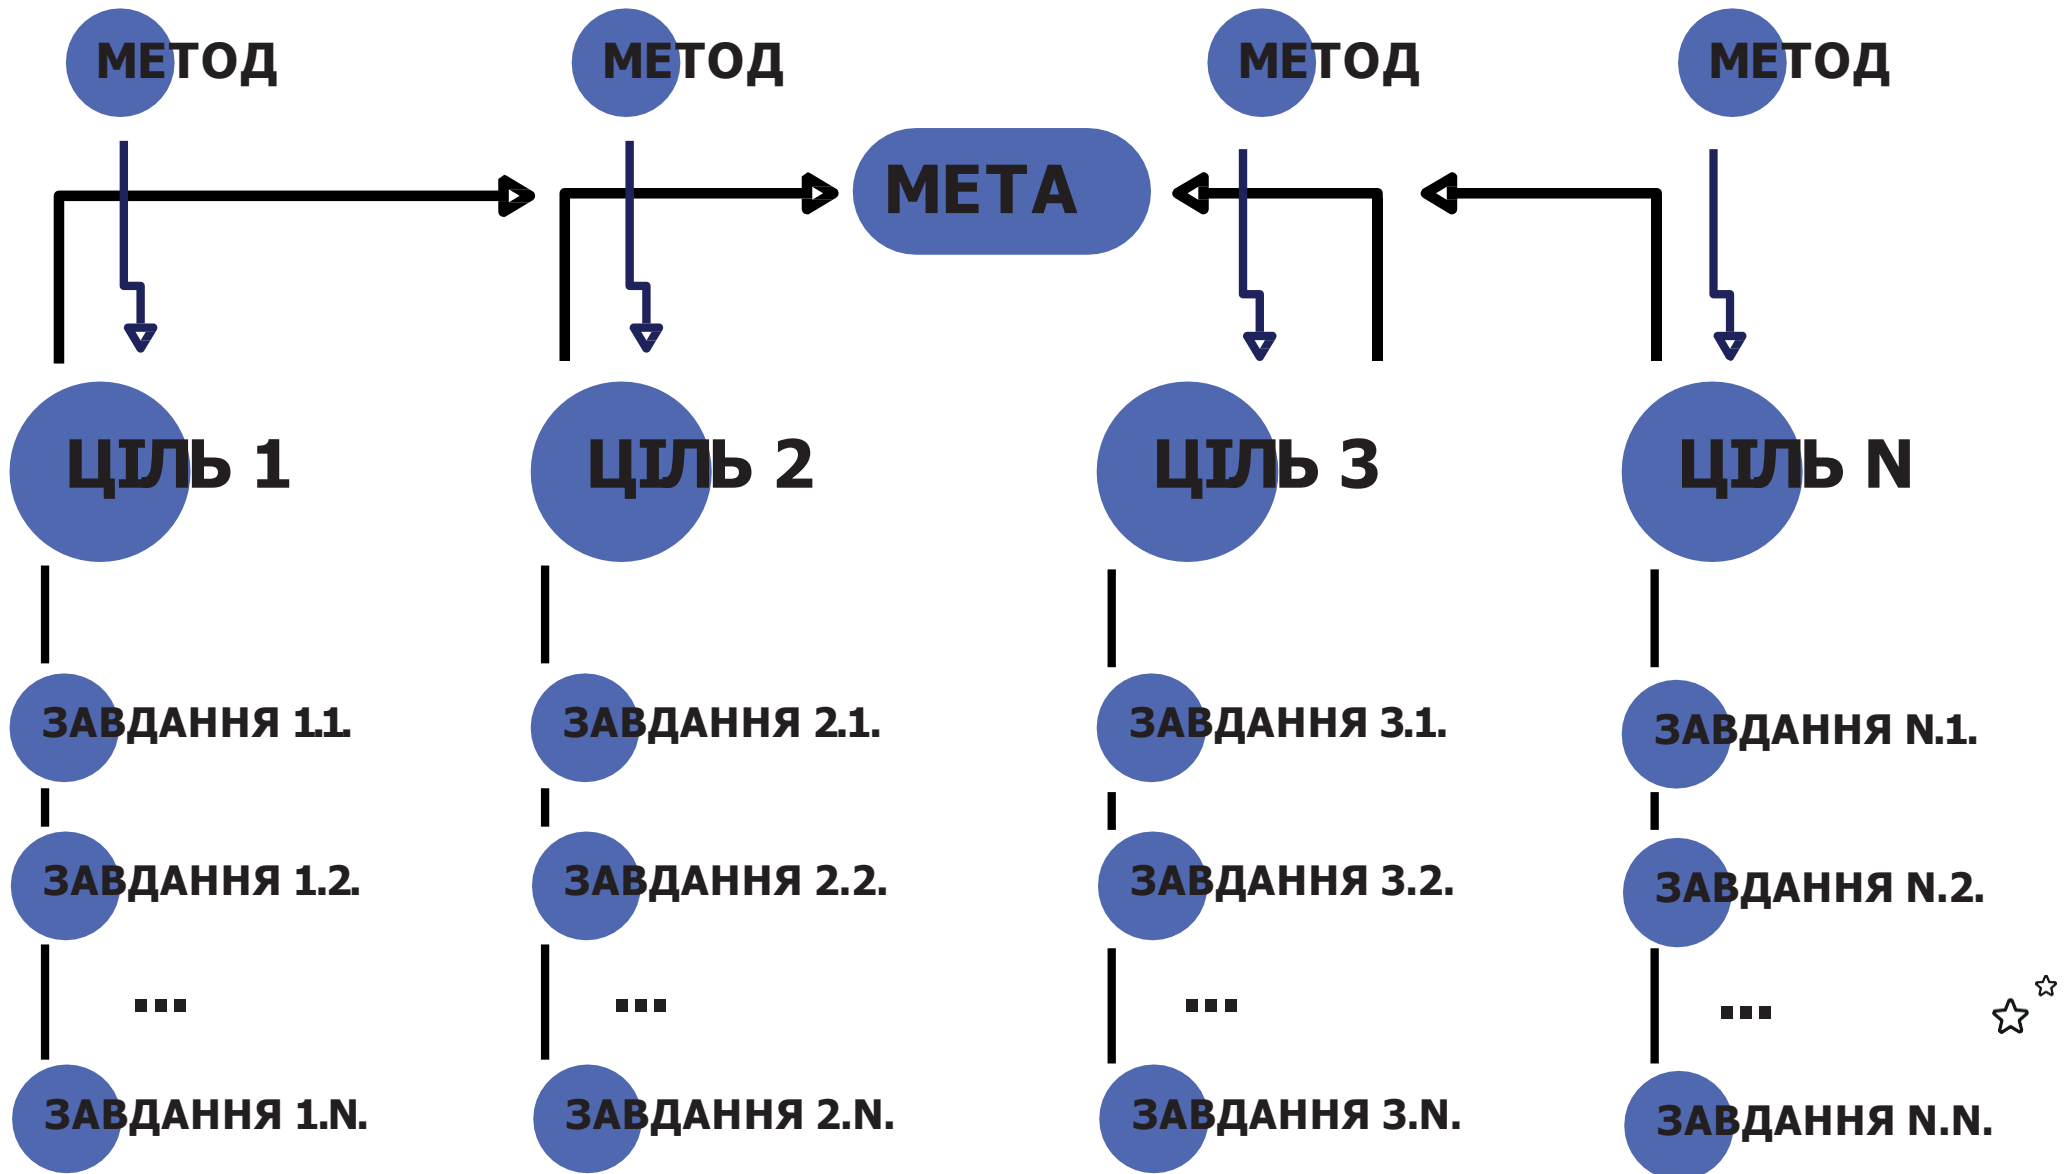 МЕТОД
МЕТОД
МЕТОД
МЕТОД
МЕТА
ЦІЛЬ 1
ЦІЛЬ 2
ЦІЛЬ 3
ЦІЛЬ N
ЗАВДАННЯ 1.1.
ЗАВДАННЯ 2.1.
ЗАВДАННЯ 3.1.
ЗАВДАННЯ N.1.
ЗАВДАННЯ 1.2.
ЗАВДАННЯ 2.2.
ЗАВДАННЯ 3.2.
ЗАВДАННЯ N.2.
...
...
...
...
ЗАВДАННЯ 1.N.
ЗАВДАННЯ 2.N.
ЗАВДАННЯ 3.N.
ЗАВДАННЯ N.N.